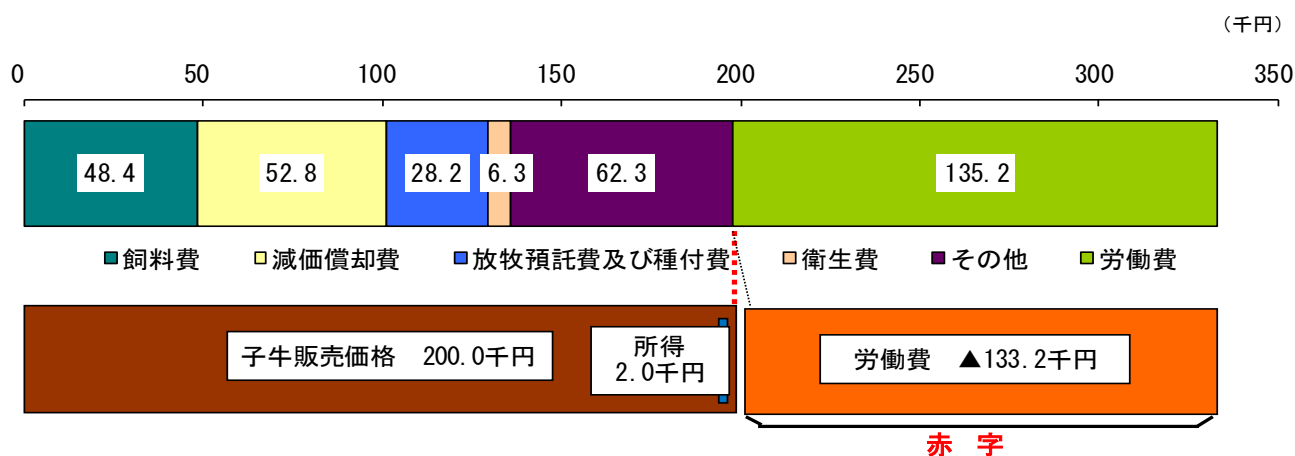 （千円）
0 50 100 150 200 250 300 350
48.4 52.8 28.2 6.3 62.3 135.2
■飼料費 ■減価償却費 ■放牧預託費及び種付費 ■衛生費 ■その他 ■労働費
子牛販売価格 200.0千円
所得
2.0千円
労働費 ▲133.2千円
赤 字